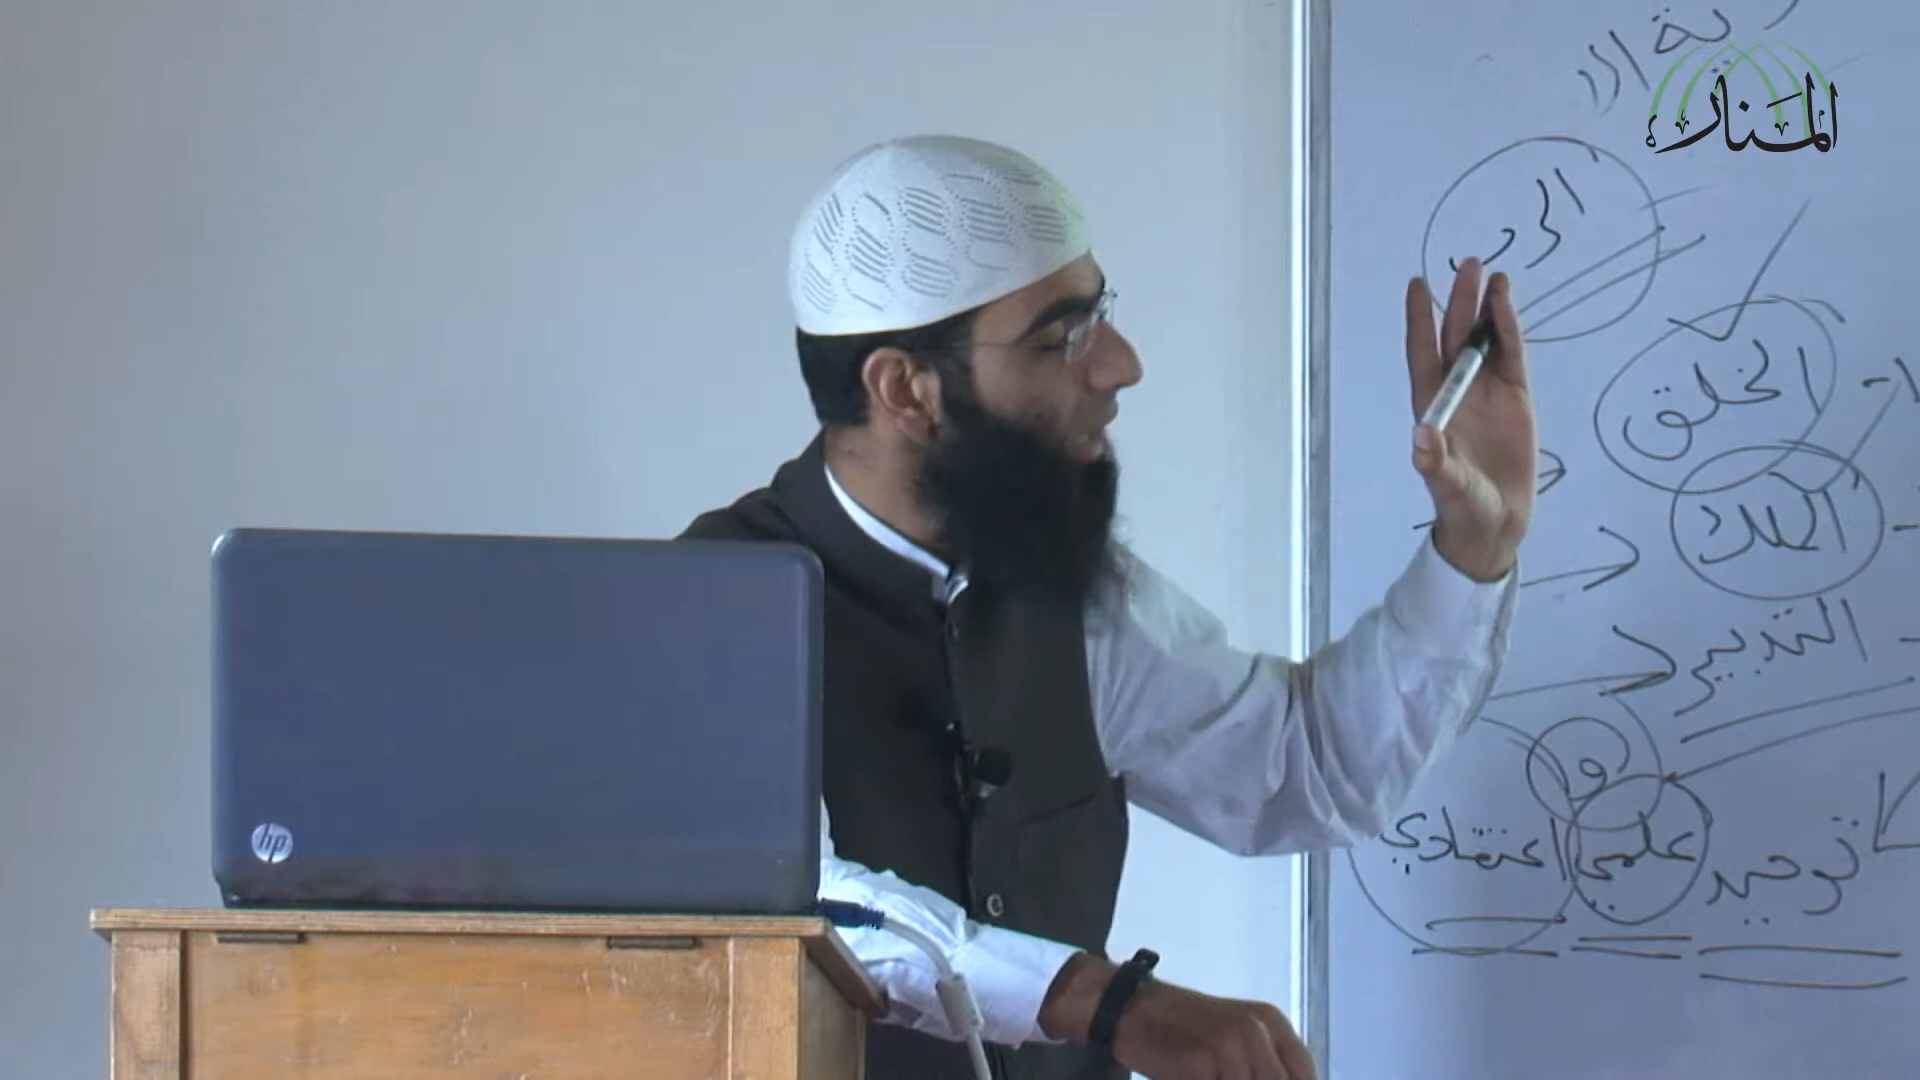 المنار
الرب
الخلق
الملك
التدبير
و
توحيد علمي اعتقادي
hp